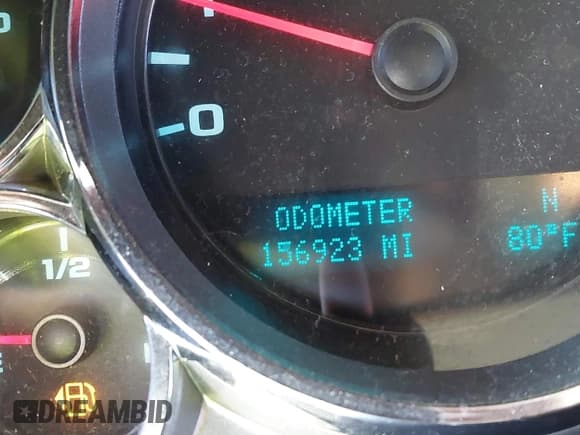 0
ODOMETER
156923 MI
N
80°F
1/2
E
DREAMBID